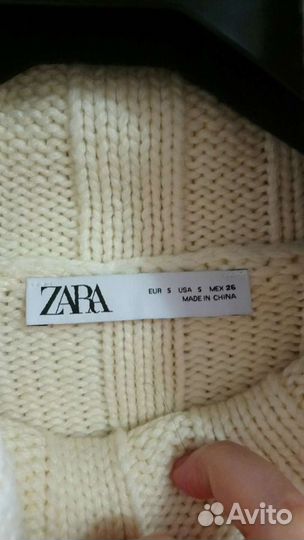 ZARA
EUR S USA S MEX 26
MADE IN CHINA
Avito